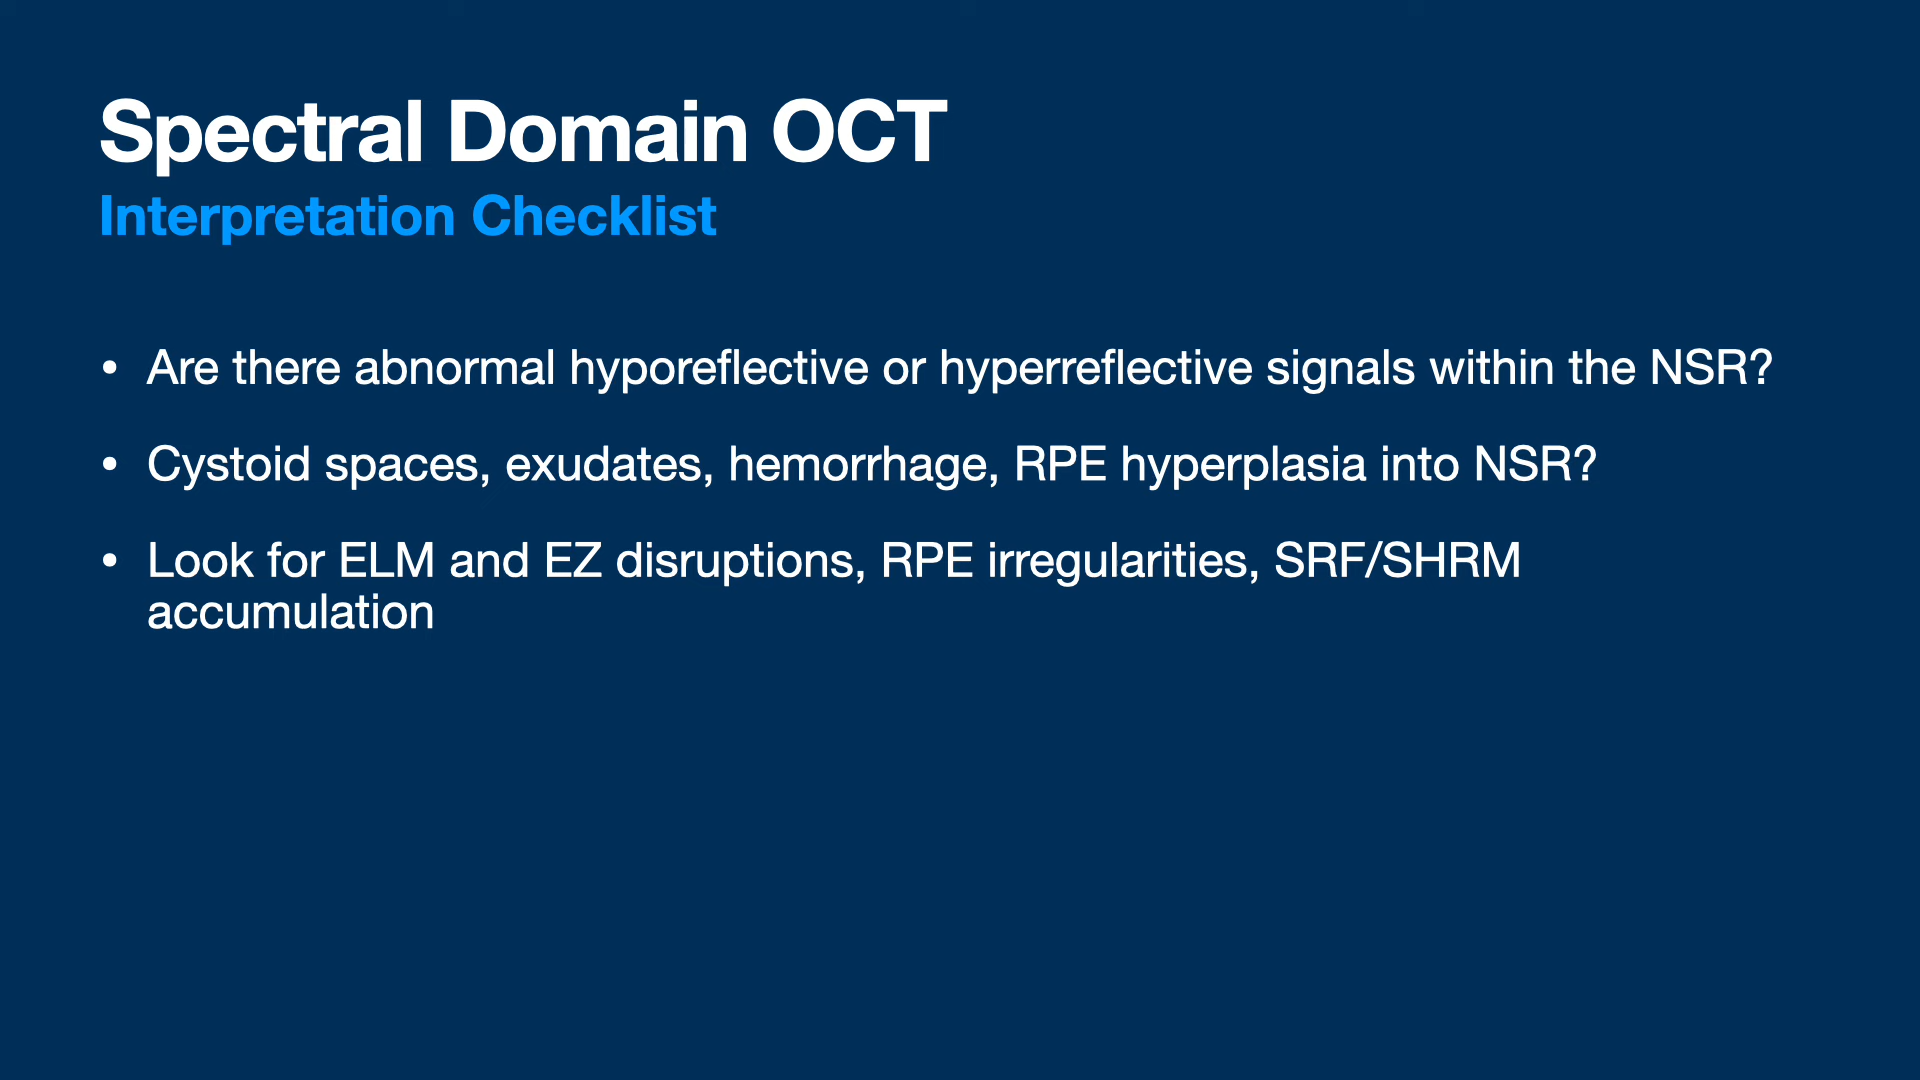 Spectral Domain OCT
Interpretation Checklist
• Are there abnormal hyporeflective or hyperreflective signals within the NSR?
• Cystoid spaces, exudates, hemorrhage, RPE hyperplasia into NSR?
• Look for ELM and EZ disruptions, RPE irregularities, SRF/SHRM
accumulation